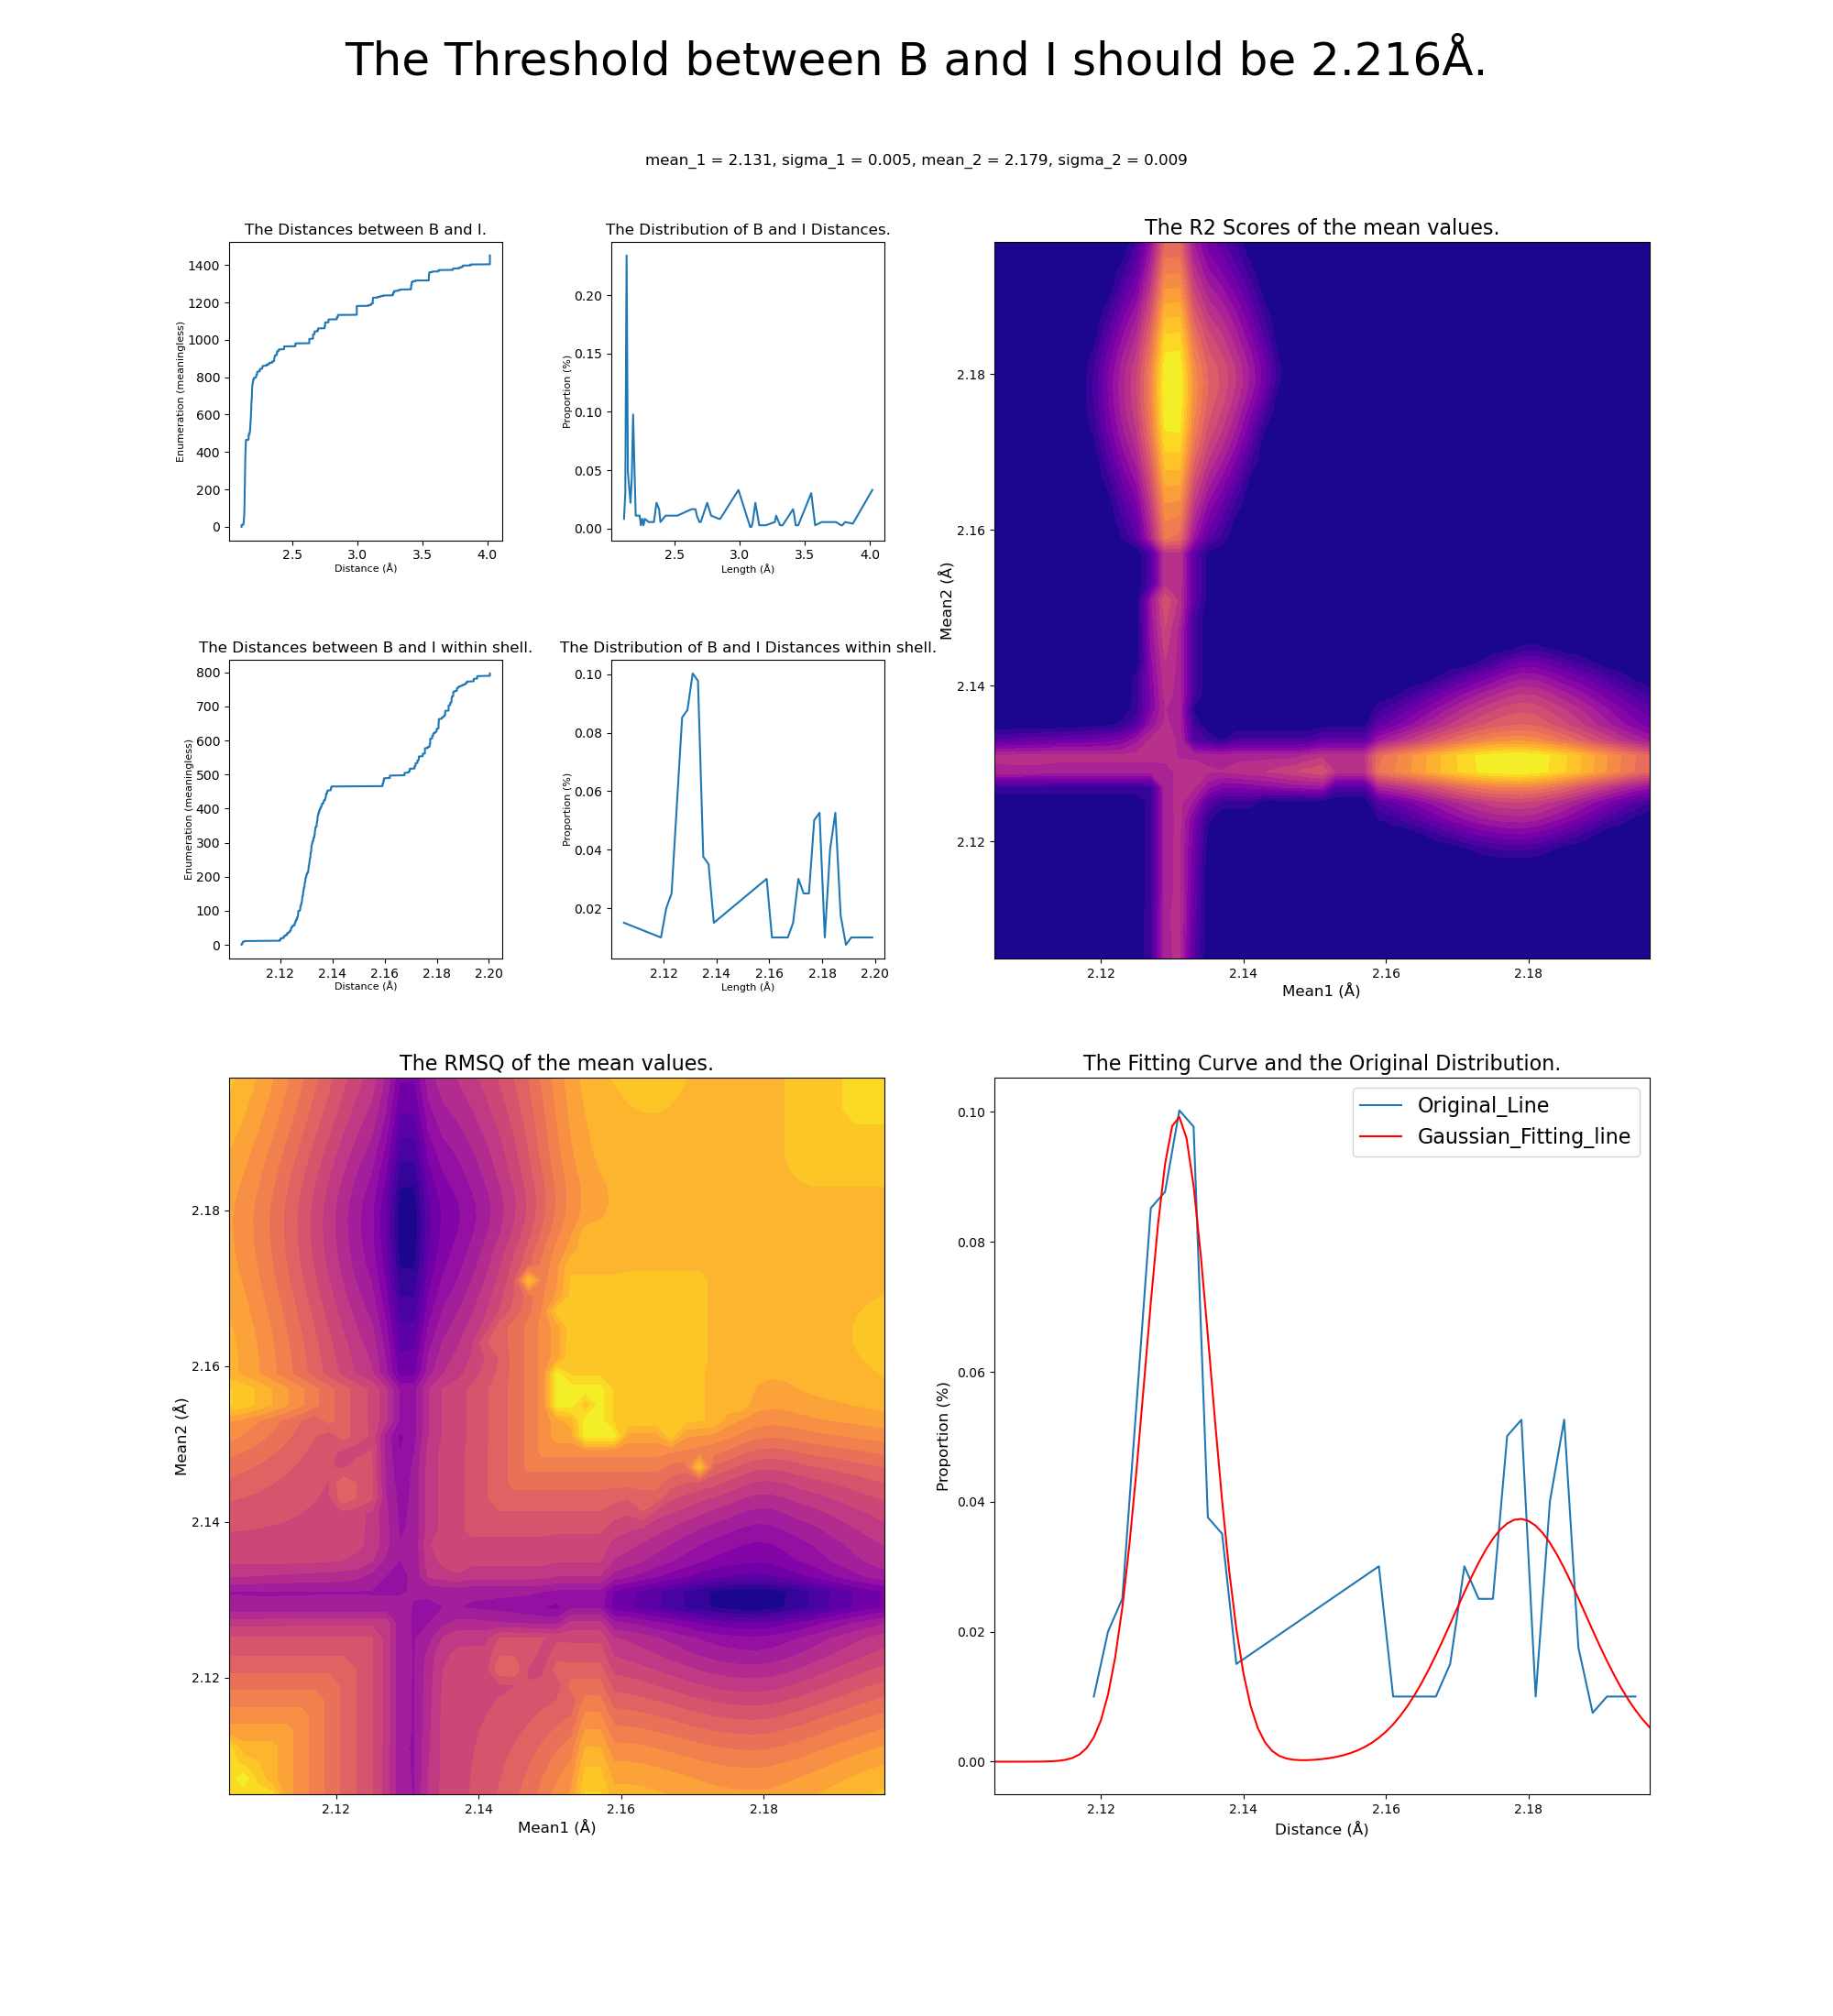 The Threshold between B and I should be 2.216Å.
mean_1 = 2.131, sigma_1 = 0.005, mean_2 = 2.179, sigma_2 = 0.009
The Distances between B and I.
1400
1200
1000
800
600
400
200
0
Enumeration (meaningless)
2.5 3.0 3.5 4.0
Distance (Å)
The Distribution of B and I Distances.
0.20
0.15
0.10
0.05
0.00
Proportion (%)
2.5 3.0 3.5 4.0
Length (Å)
The R2 Scores of the mean values.
2.18
2.16
2.14
2.12
Mean2 (Å)
2.12 2.14 2.16 2.18
Mean1 (Å)
The Distances between B and I within shell.
800
700
600
500
400
300
200
100
0
Enumeration (meaningless)
2.12 2.14 2.16 2.18 2.20
Distance (Å)
The Distribution of B and I Distances within shell.
0.10
0.08
0.06
0.04
0.02
Proportion (%)
2.12 2.14 2.16 2.18 2.20
Length (Å)
The RMSQ of the mean values.
2.18
2.16
2.14
2.12
Mean2 (Å)
2.12 2.14 2.16 2.18
Mean1 (Å)
The Fitting Curve and the Original Distribution.
Original_Line
Gaussian_Fitting_line
0.10
0.08
0.06
0.04
0.02
0.00
Proportion (%)
2.12 2.14 2.16 2.18
Distance (Å)